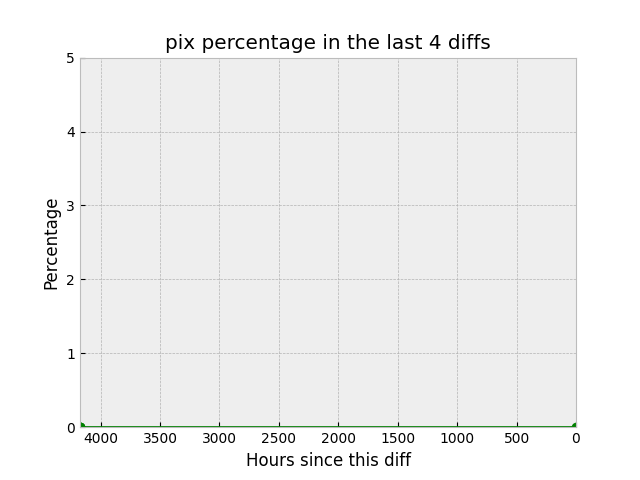 pix percentage in the last 4 diffs
5
4
3
2
1
0
Percentage
4000 3500 3000 2500 2000 1500 1000 500 0
Hours since this diff